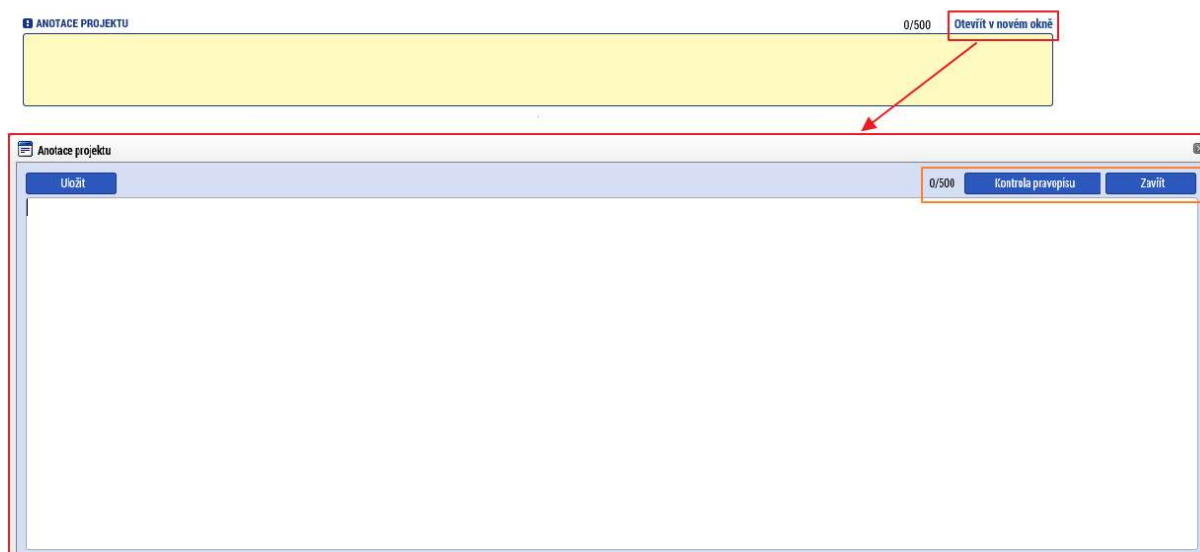 ANOTACE PROJEKTU 0/500 Otevřít v novém okně
Anotace projektu
Uložit 0/500 Kontrola pravopisu Zavřít